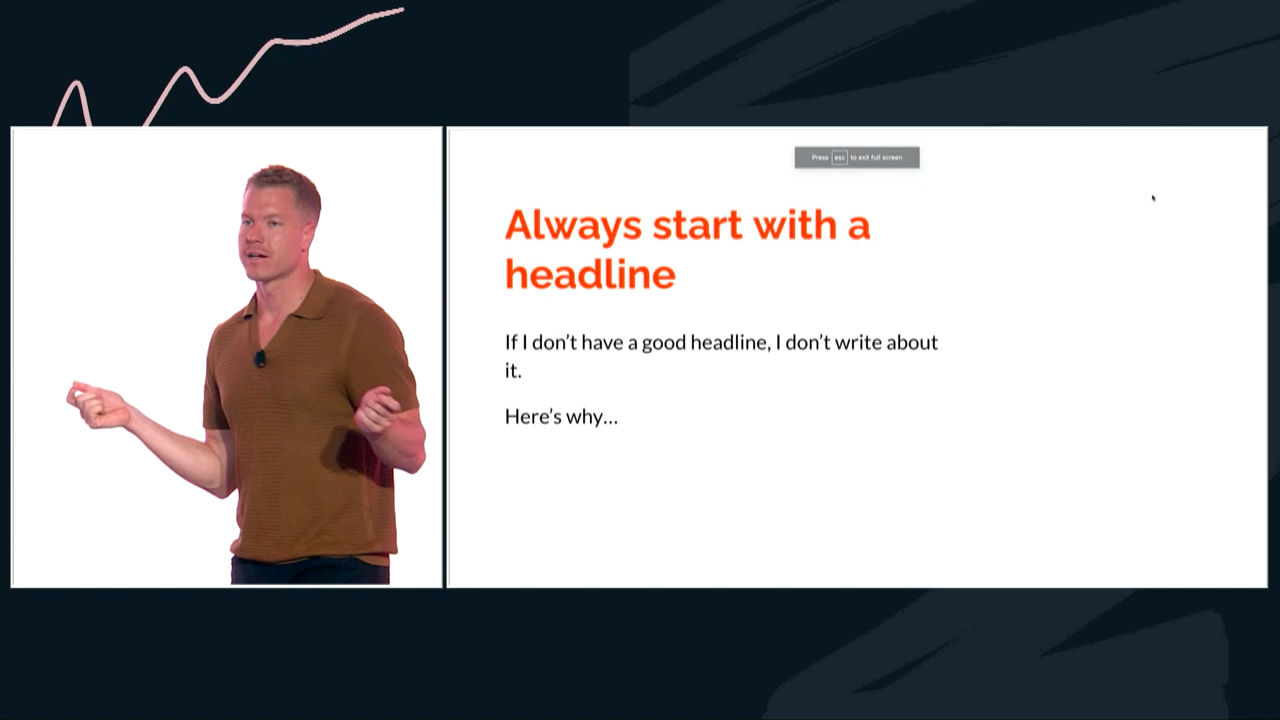 Press esc to exit full screen
Always start with a
headline
If I don’t have a good headline, I don’t write about
it.
Here’s why…